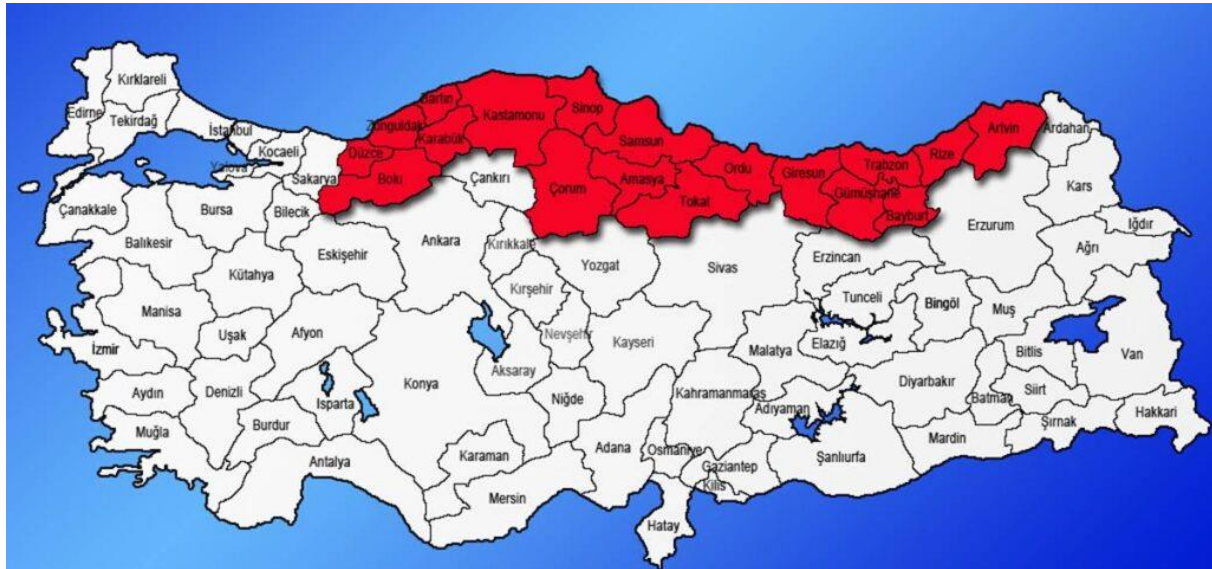 Kırklareli
Edirne
Tekirdağ
İstanbul
Kocaeli
Yalova
Sakarya
Düzce
Bolu
Zonguldak
Bartın
Karabük
Kastamonu
Sinop
Samsun
Çankırı
Çorum
Amasya
Tokat
Ordu
Giresun
Trabzon
Gümüşhane
Bayburt
Rize
Artvin
Ardahan
Kars
Iğdır
Ağrı
Erzurum
Çanakkale
Bursa
Bilecik
Balıkesir
Eskişehir
Ankara
Kırıkkale
Yozgat
Sivas
Erzincan
Kütahya
Kırşehir
Tunceli
Bingöl
Muş
Manisa
Uşak
Afyon
Nevşehir
Kayseri
Malatya
Elazığ
Bitlis
Van
İzmir
Aksaray
Konya
Kahramanmaraş
Diyarbakır
Batman
Siirt
Aydın
Denizli
Isparta
Niğde
Adıyaman
Şırnak
Hakkari
Muğla
Burdur
Antalya
Karaman
Adana
Osmaniye
Gaziantep
Şanlıurfa
Mardin
Mersin
Kilis
Hatay